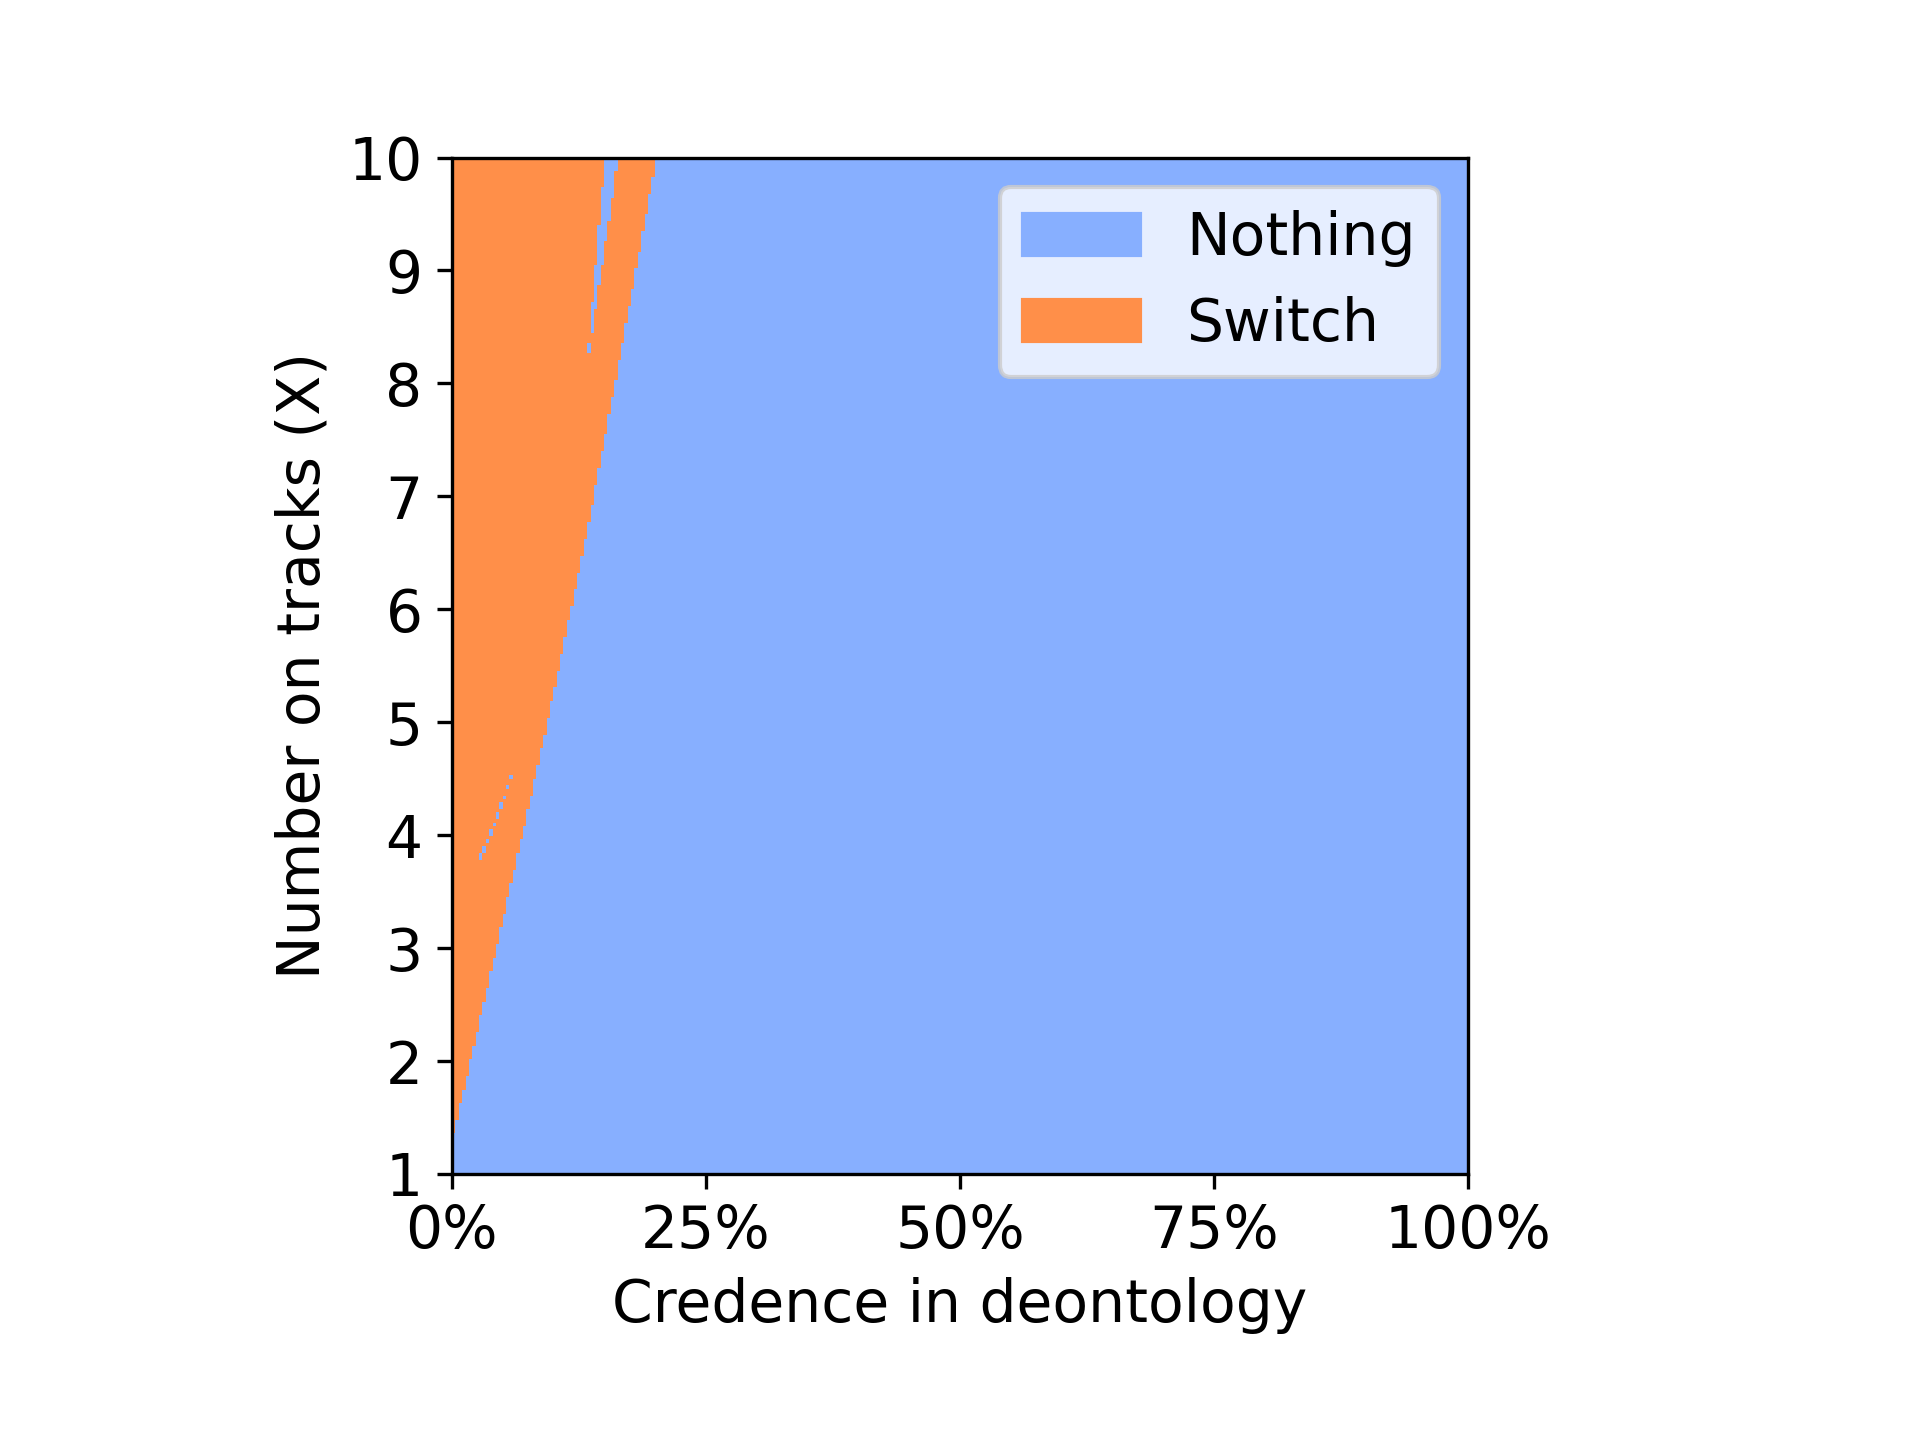 10
9
8
7
6
5
4
3
2
1
Number on tracks (X)
Nothing
Switch
0% 25% 50% 75% 100%
Credence in deontology